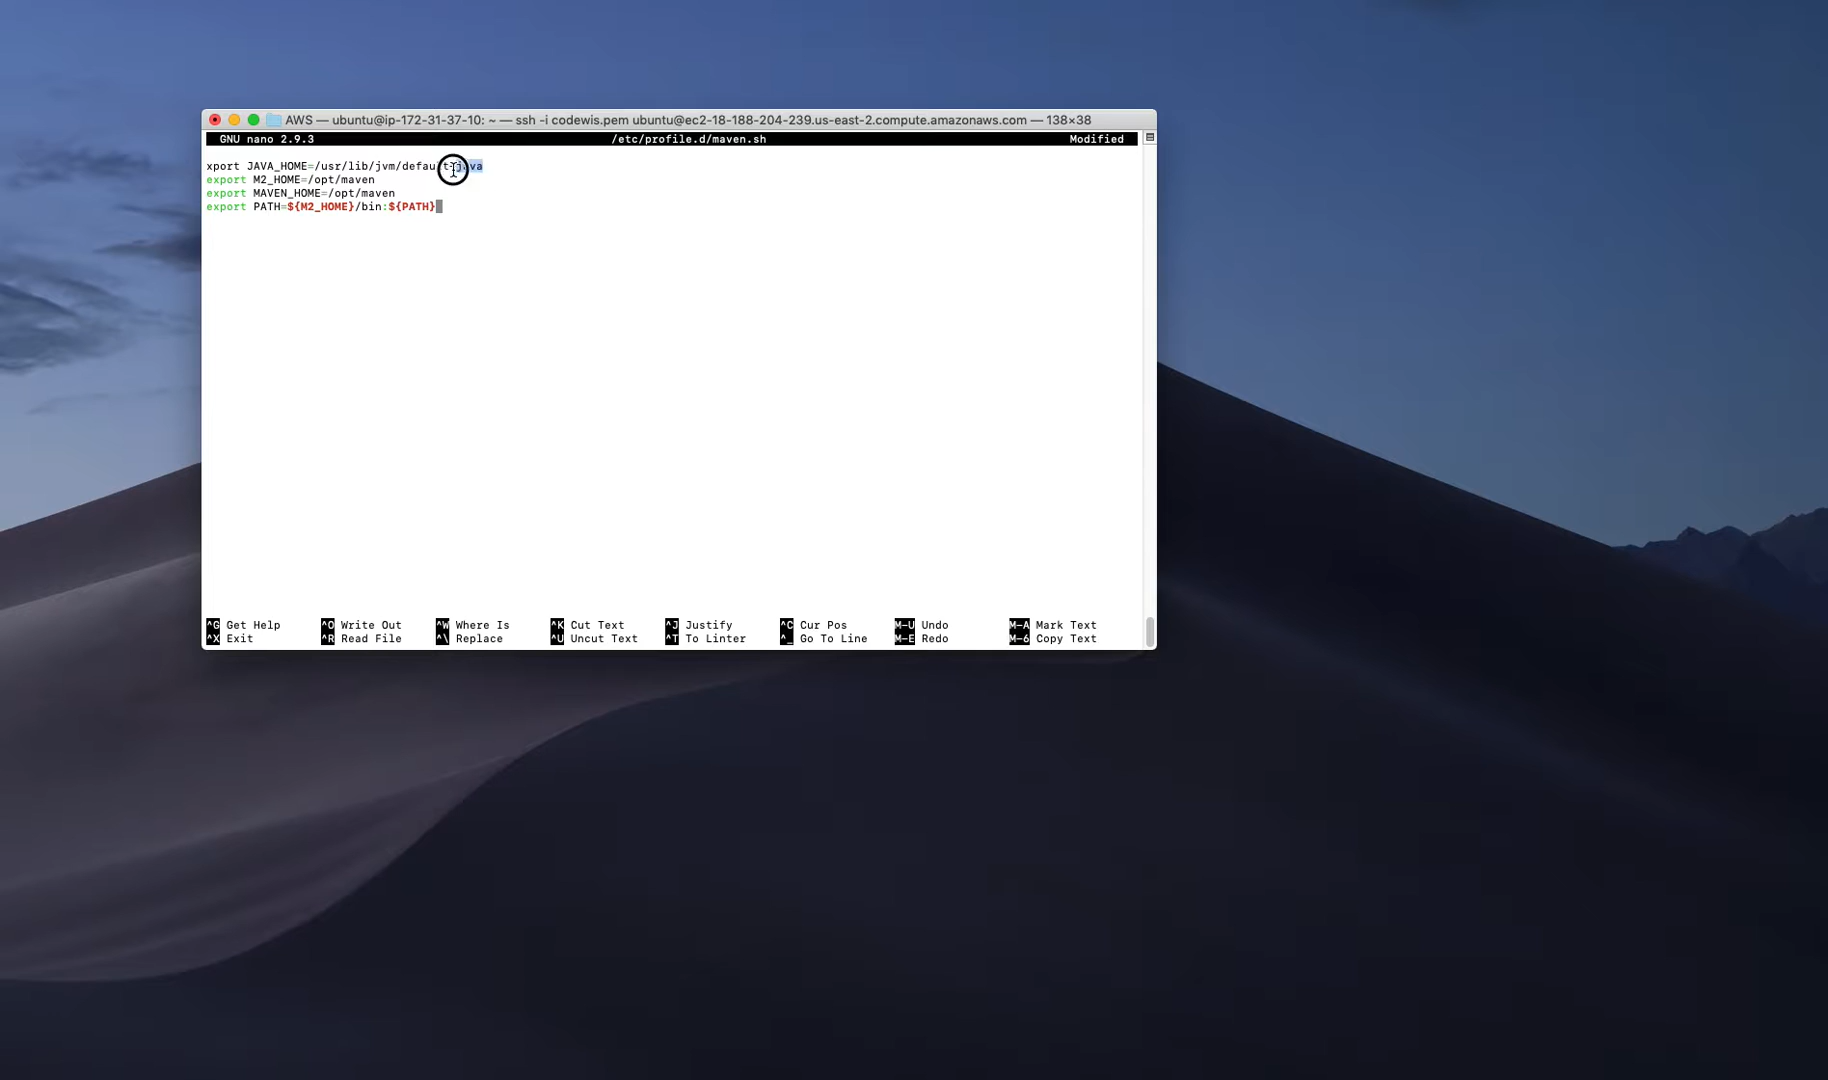 AWS — ubuntu@ip-172-31-37-10: ~ — ssh -i codewis.pem ubuntu@ec2-18-188-204-239.us-east-2.compute.amazonaws.com — 138×38
GNU nano 2.9.3 /etc/profile.d/maven.sh Modified
xport JAVA_HOME=/usr/lib/jvm/default-java
export M2_HOME=/opt/maven
export MAVEN_HOME=/opt/maven
export PATH=${M2_HOME}/bin:${PATH}
^G Get Help ^O Write Out ^W Where Is ^K Cut Text ^J Justify ^C Cur Pos M-U Undo M-A Mark Text
^X Exit ^R Read File ^\ Replace ^U Uncut Text ^T To Linter ^_ Go To Line M-E Redo M-6 Copy Text